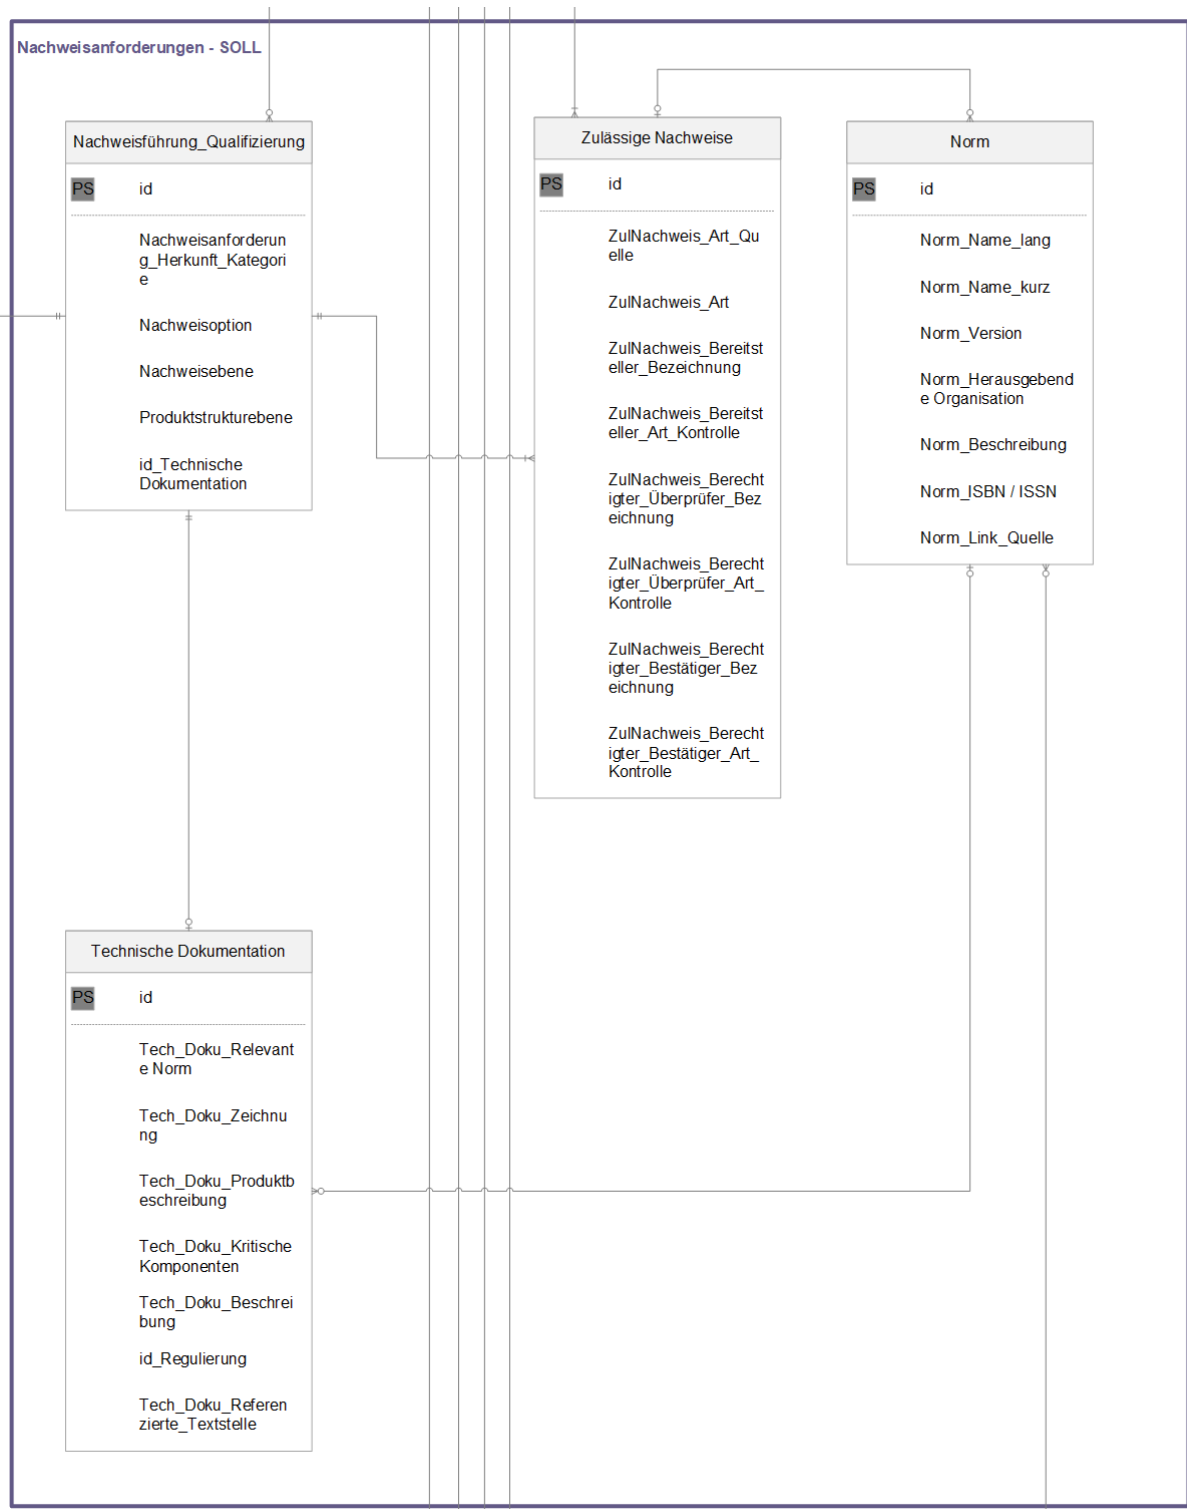 Nachweisanforderungen - SOLL
Nachweisführung_Qualifizierung
PS id
Nachweisanforderun
g_Herkunft_Kategori
e
Nachweisoption
Nachweisebene
Produktstrukturebene
id_Technische
Dokumentation
Zulässige Nachweise
PS id
ZulNachweis_Art_Qu
elle
ZulNachweis_Art
ZulNachweis_Bereitst
eller_Bezeichnung
ZulNachweis_Bereitst
eller_Art_Kontrolle
ZulNachweis_Berecht
igter_Überprüfer_Bez
eichnung
ZulNachweis_Berecht
igter_Überprüfer_Art_
Kontrolle
ZulNachweis_Berecht
igter_Bestätiger_Bez
eichnung
ZulNachweis_Berecht
igter_Bestätiger_Art_
Kontrolle
Norm
PS id
Norm_Name_lang
Norm_Name_kurz
Norm_Version
Norm_Herausgebend
e Organisation
Norm_Beschreibung
Norm_ISBN / ISSN
Norm_Link_Quelle
Technische Dokumentation
PS id
Tech_Doku_Relevant
e Norm
Tech_Doku_Zeichnu
ng
Tech_Doku_Produktb
eschreibung
Tech_Doku_Kritische
Komponenten
Tech_Doku_Beschrei
bung
id_Regulierung
Tech_Doku_Referen
zierte_Textstelle